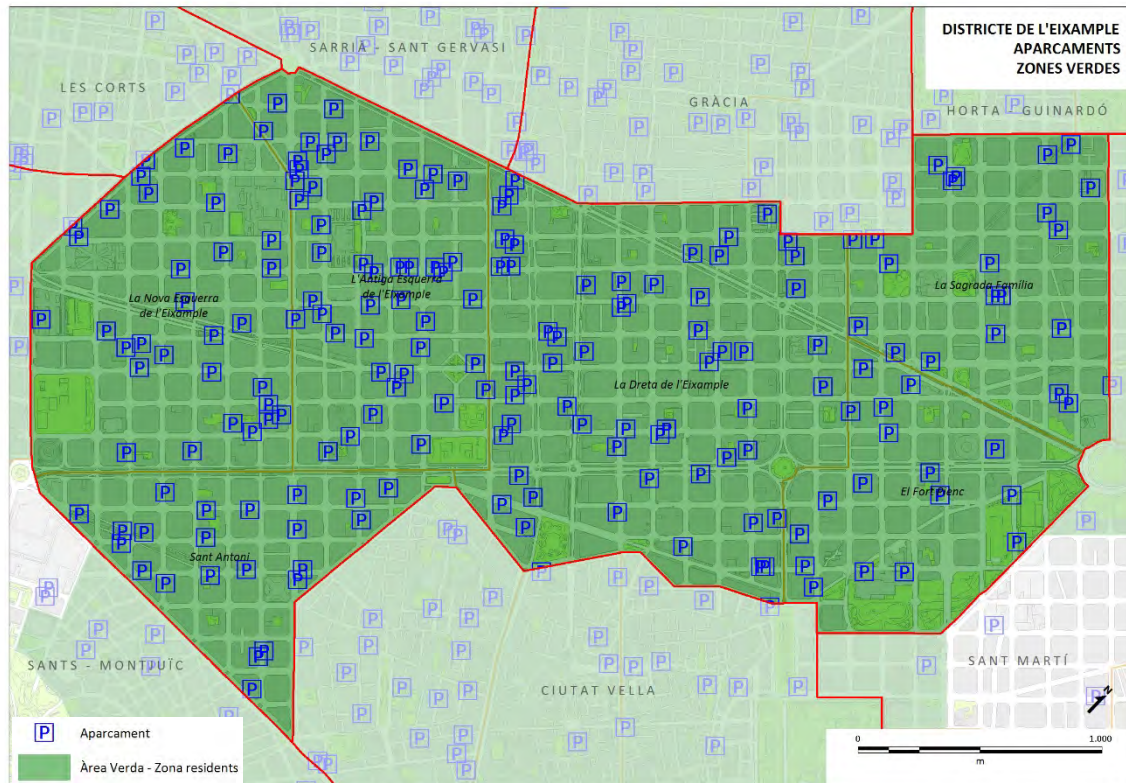 DISTRICTE DE L'EIXAMPLE
APARCAMENTS
ZONES VERDES
SARRIÀ - SANT GERVASI
LES CORTS
GRÀCIA
HORTA - GUINARDÓ
La Nova Esquerra
de l'Eixample
L'Antiga Esquerra
de l'Eixample
La Sagrada Família
La Dreta de l'Eixample
El Fort Pienc
Sant Antoni
SANTS - MONTJUÏC
CIUTAT VELLA
SANT MARTÍ
N
P Aparcament
Àrea Verda - Zona residents
0 1.000
m